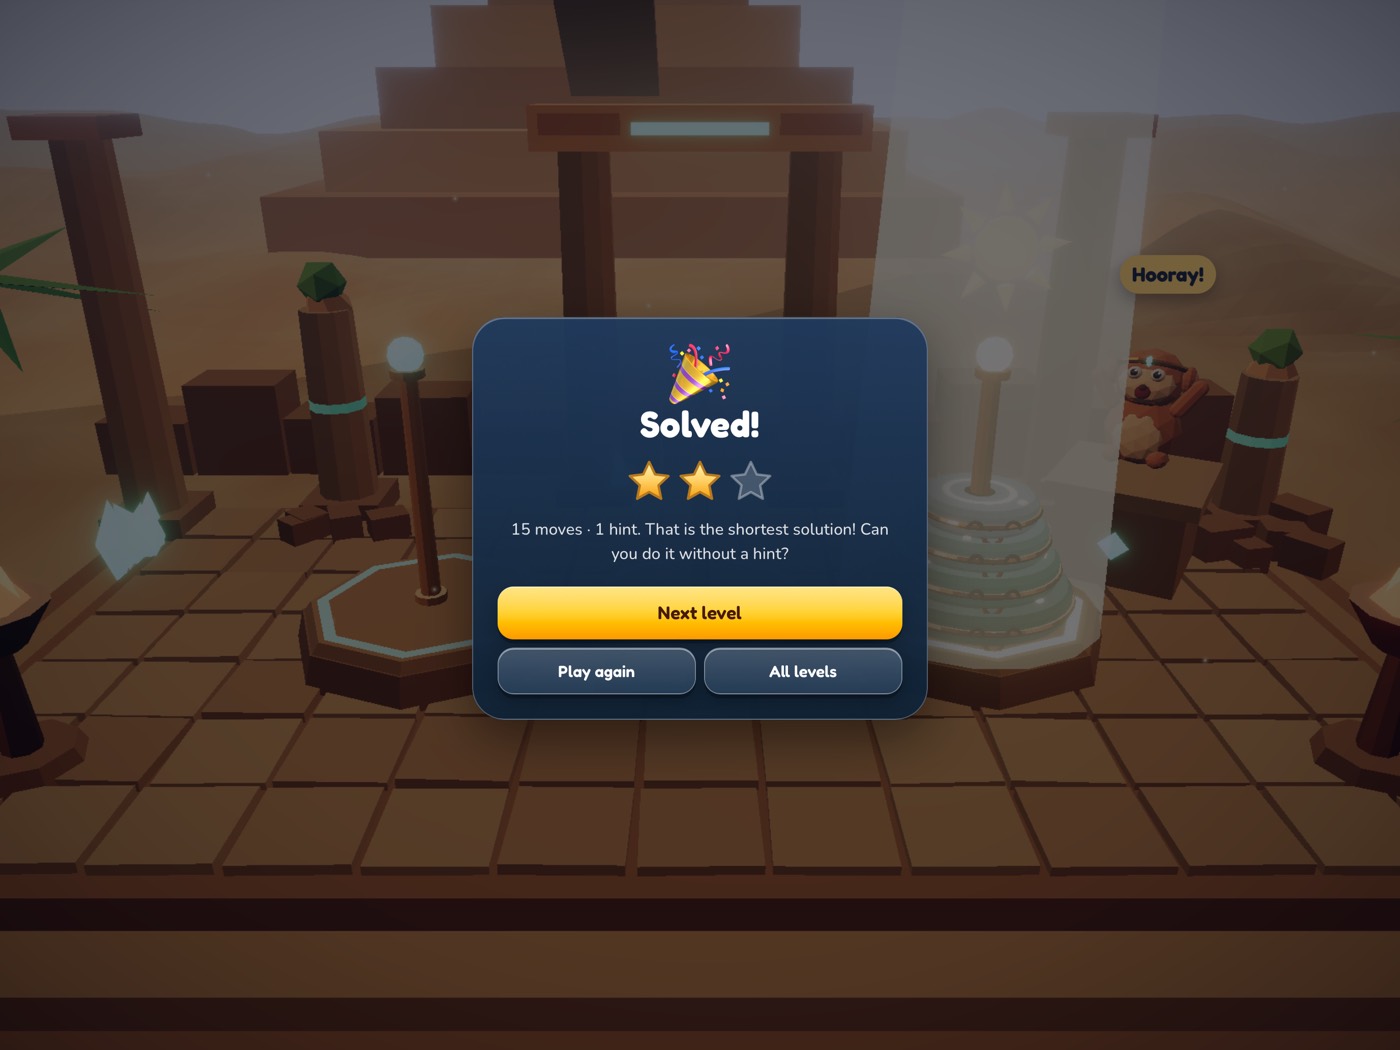 Hooray!
Solved!
15 moves · 1 hint. That is the shortest solution! Can
you do it without a hint?
Next level
Play again
All levels